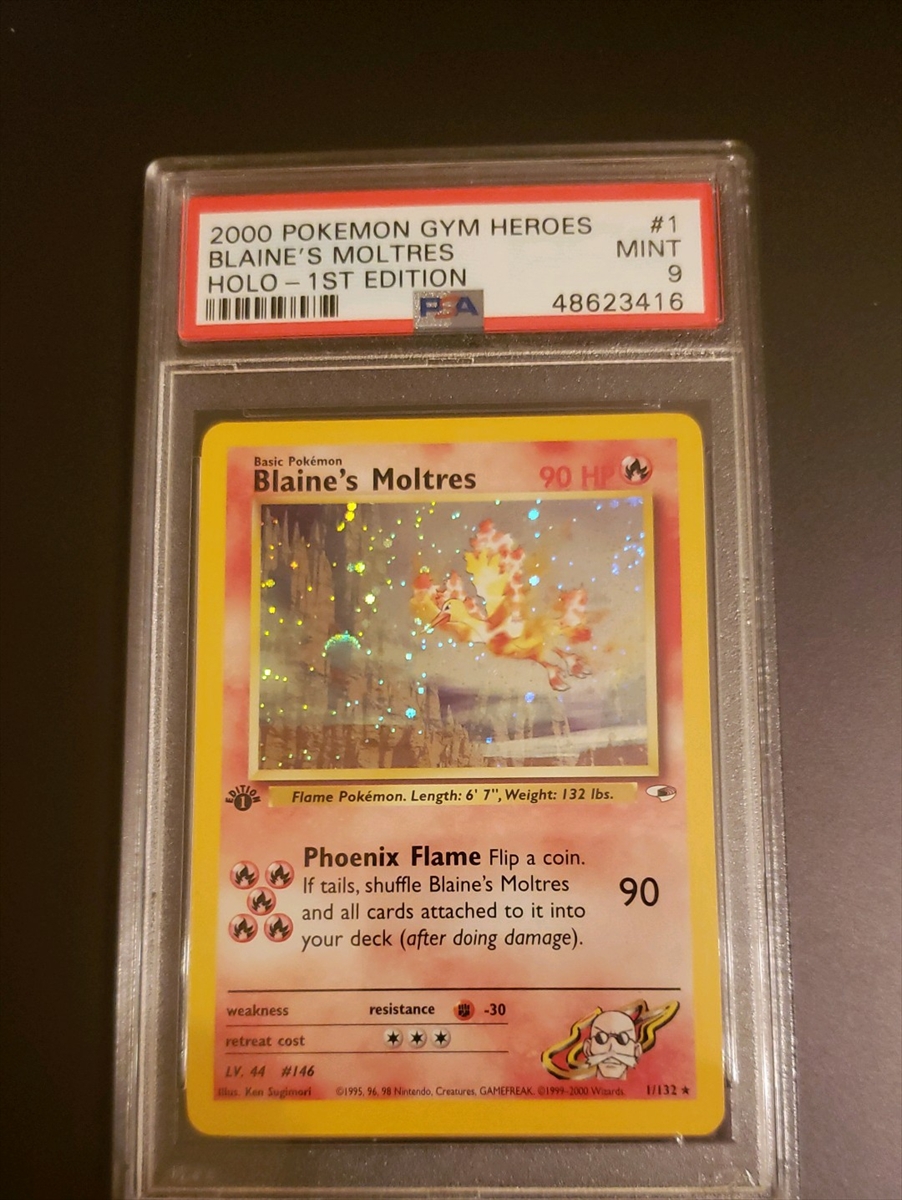 2000 POKEMON GYM HEROES #1
BLAINE'S MOLTRES MINT
HOLO – 1ST EDITION 9
PSA 48623416
Basic Pokémon
Blaine's Moltres 90 HP
EDITION 1
Flame Pokémon. Length: 6' 7", Weight: 132 lbs.
Phoenix Flame Flip a coin.
If tails, shuffle Blaine's Moltres
and all cards attached to it into
your deck (after doing damage).
90
weakness resistance -30
retreat cost
LV. 44 #146
Illus. Ken Sugimori ©1995, 96, 98 Nintendo, Creatures, GAMEFREAK. ©1999-2000 Wizards. 1/132 ★